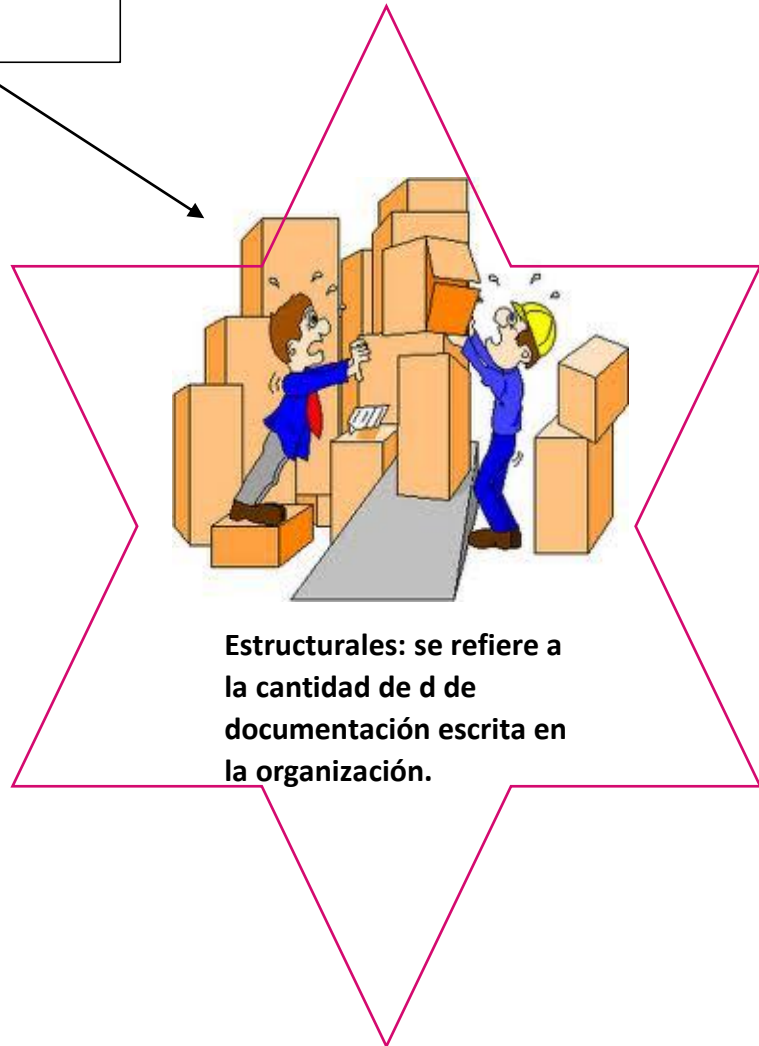 Estructurales: se refiere a
la cantidad de d de
documentación escrita en
la organización.